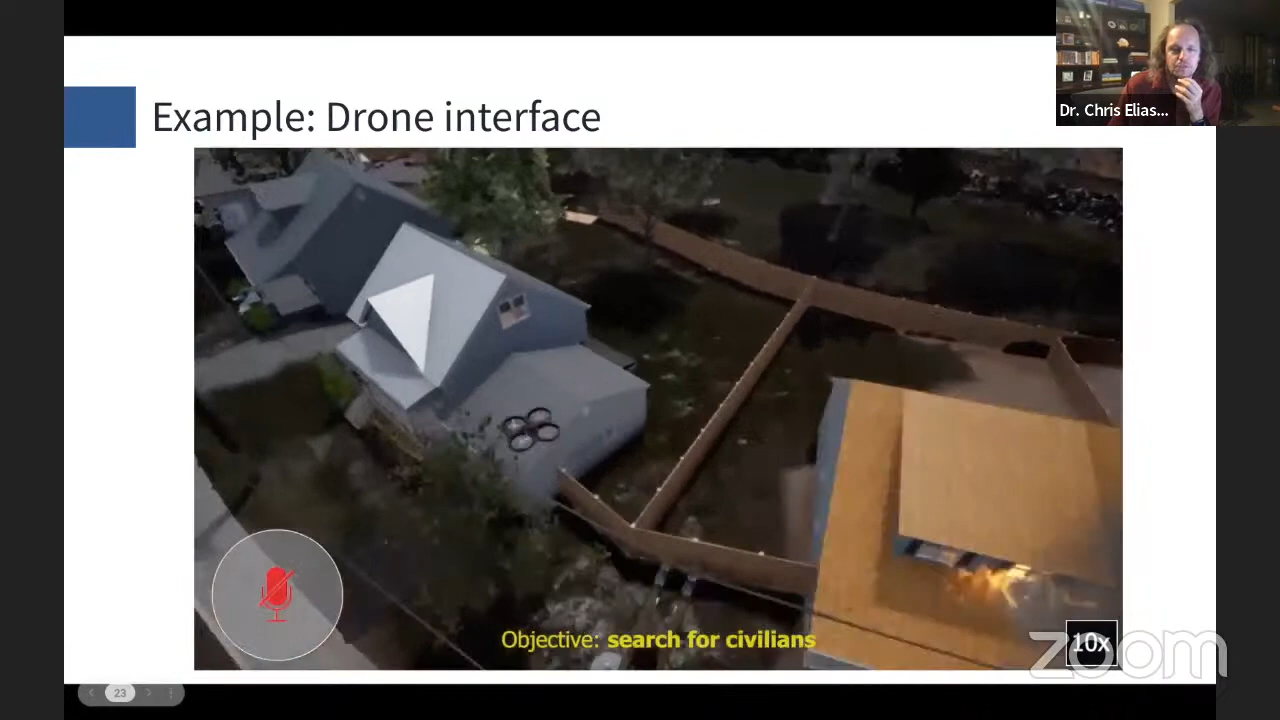 Dr. Chris Elias...
Example: Drone interface
Objective: search for civilians
10x
zoom
23